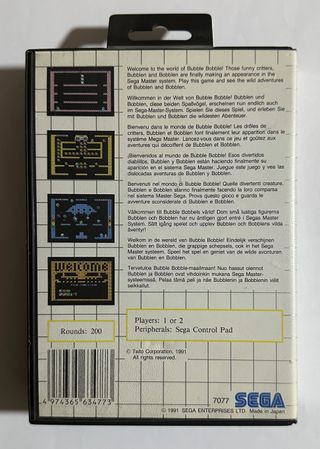 Welcome to the world of Bubble Bobble! Those funny critters,
Bubblen and Bobblen are finally making an appearance in the
Sega Master system. Play this game and see the wild adventures
of Bubblen and Bobblen.
Willkommen in der Welt von Bubble Bobble! Bubblen und
Bobblen, diese beiden Spaßvögel, erscheinen nun endlich auch
im Sega-Master-System. Spielen Sie dieses Spiel, und erleben Sie
mit Bubblen und Bobblen die wildesten Abenteuer.
Bienvenu dans le monde de Bubble Bobble! Ces drôles de
critters, Bubblen et Bobblen font finalement leur apparition dans le
système Mega Master. Lancez-vous dans ce jeu et goûtez aux
aventures qui décoiffent de Bubblen et Bobblen.
¡Bienvenidos al mundo de Bubble Bobble! Esos divertidos
diablillos, Bubblen y Bobblen están haciendo finalmente su
aparición en el sistema Sega Master. Juegue este juego y vea las
dislocadas aventuras de Bubblen y Bobblen.
Benvenuti nel mondo di Bubble Bobble! Quelle divertenti creature,
Bubblen e Bobblen stanno finalmente facendo la loro comparsa
nel sistema Master-Sega. Prova questo gioco e guarda le
avventure sconsiderate di Bubblen e Bobblen.
Välkommen till Bubble Bobbels värld! Dom små lustiga figurerna
Bubblen och Bobblen har nu äntligen gjort entré i Segas Master
System. Sätt igång spelet och upplev Bubblen och Bobblens vilda
äventyr!
Welkom in de wereld van Bubble Bobble! Eindelijk verschijnen
Bubblen en Bobblen, die grappige schepsels, ook in het Sega
Master systeem. Speel het spel en geniet van de wilde avonturen
van Bubblen en Bobblen.
Tervetuloa Bubble Bobble-maailmaan! Nuo hassut olennot
Bubblen ja Bobblen ovat vihdoinkin mukana Sega Master-
systeemissä. Pelaa tämä peli ja näe Bubblenin ja Bobblenin villit
seikkailut.
WELCOME
Rounds: 200
Players: 1 or 2
Peripherals: Sega Control Pad
© Taito Corporation, 1991
All rights reserved.
4 974365 634773
7077 SEGA
© 1991 SEGA ENTERPRISES LTD. Made in Japan